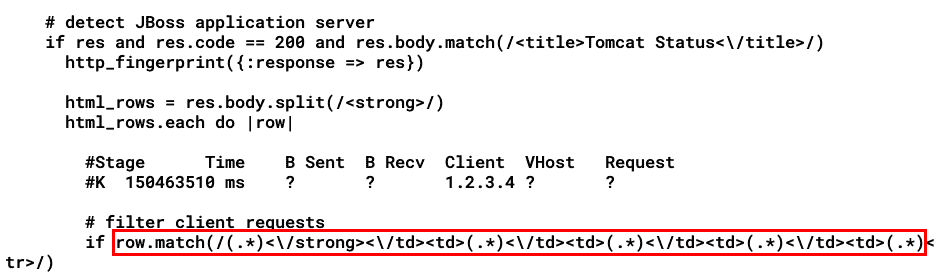 # detect JBoss application server
if res and res.code == 200 and res.body.match(/<title>Tomcat Status<\/title>/)
http_fingerprint({:response => res})
html_rows = res.body.split(/<strong>/)
html_rows.each do |row|
#Stage Time B Sent B Recv Client VHost Request
#K 150463510 ms ? ? 1.2.3.4 ? ?
# filter client requests
if row.match(/(.*)<\/strong><\/td><td>(.*)<\/td><td>(.*)<\/td><td>(.*)<\/td><td>(.*)<
tr>/)